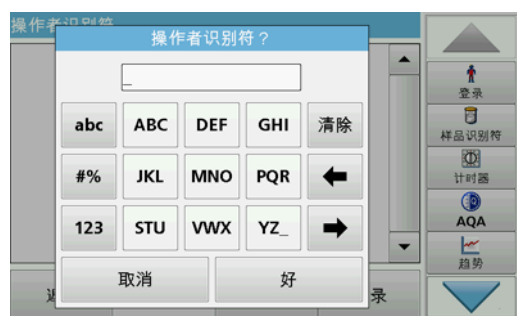 操作者识别符
操作者识别符？
_
abc ABC DEF GHI 清除
#% JKL MNO PQR
123 STU VWX YZ_
取消 好
登录
样品识别符
计时器
AQA
趋势
录